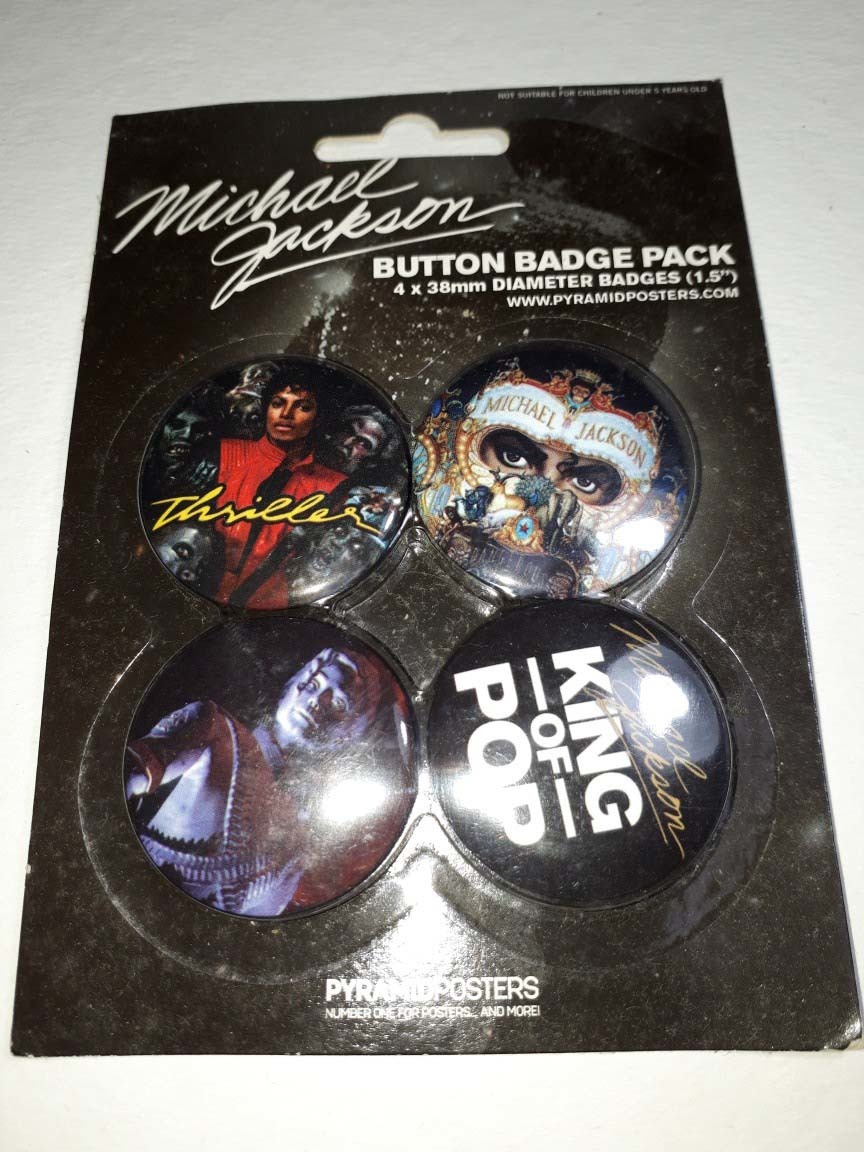 NOT SUITABLE FOR CHILDREN UNDER 5 YEARS OLD
Michael
Jackson
BUTTON BADGE PACK
4 x 38mm DIAMETER BADGES (1.5")
WWW.PYRAMIDPOSTERS.COM
Thriller
MICHAEL JACKSON
Michael Jackson
KING
OF
POP
PYRAMIDPOSTERS
NUMBER ONE FOR POSTERS... AND MORE!